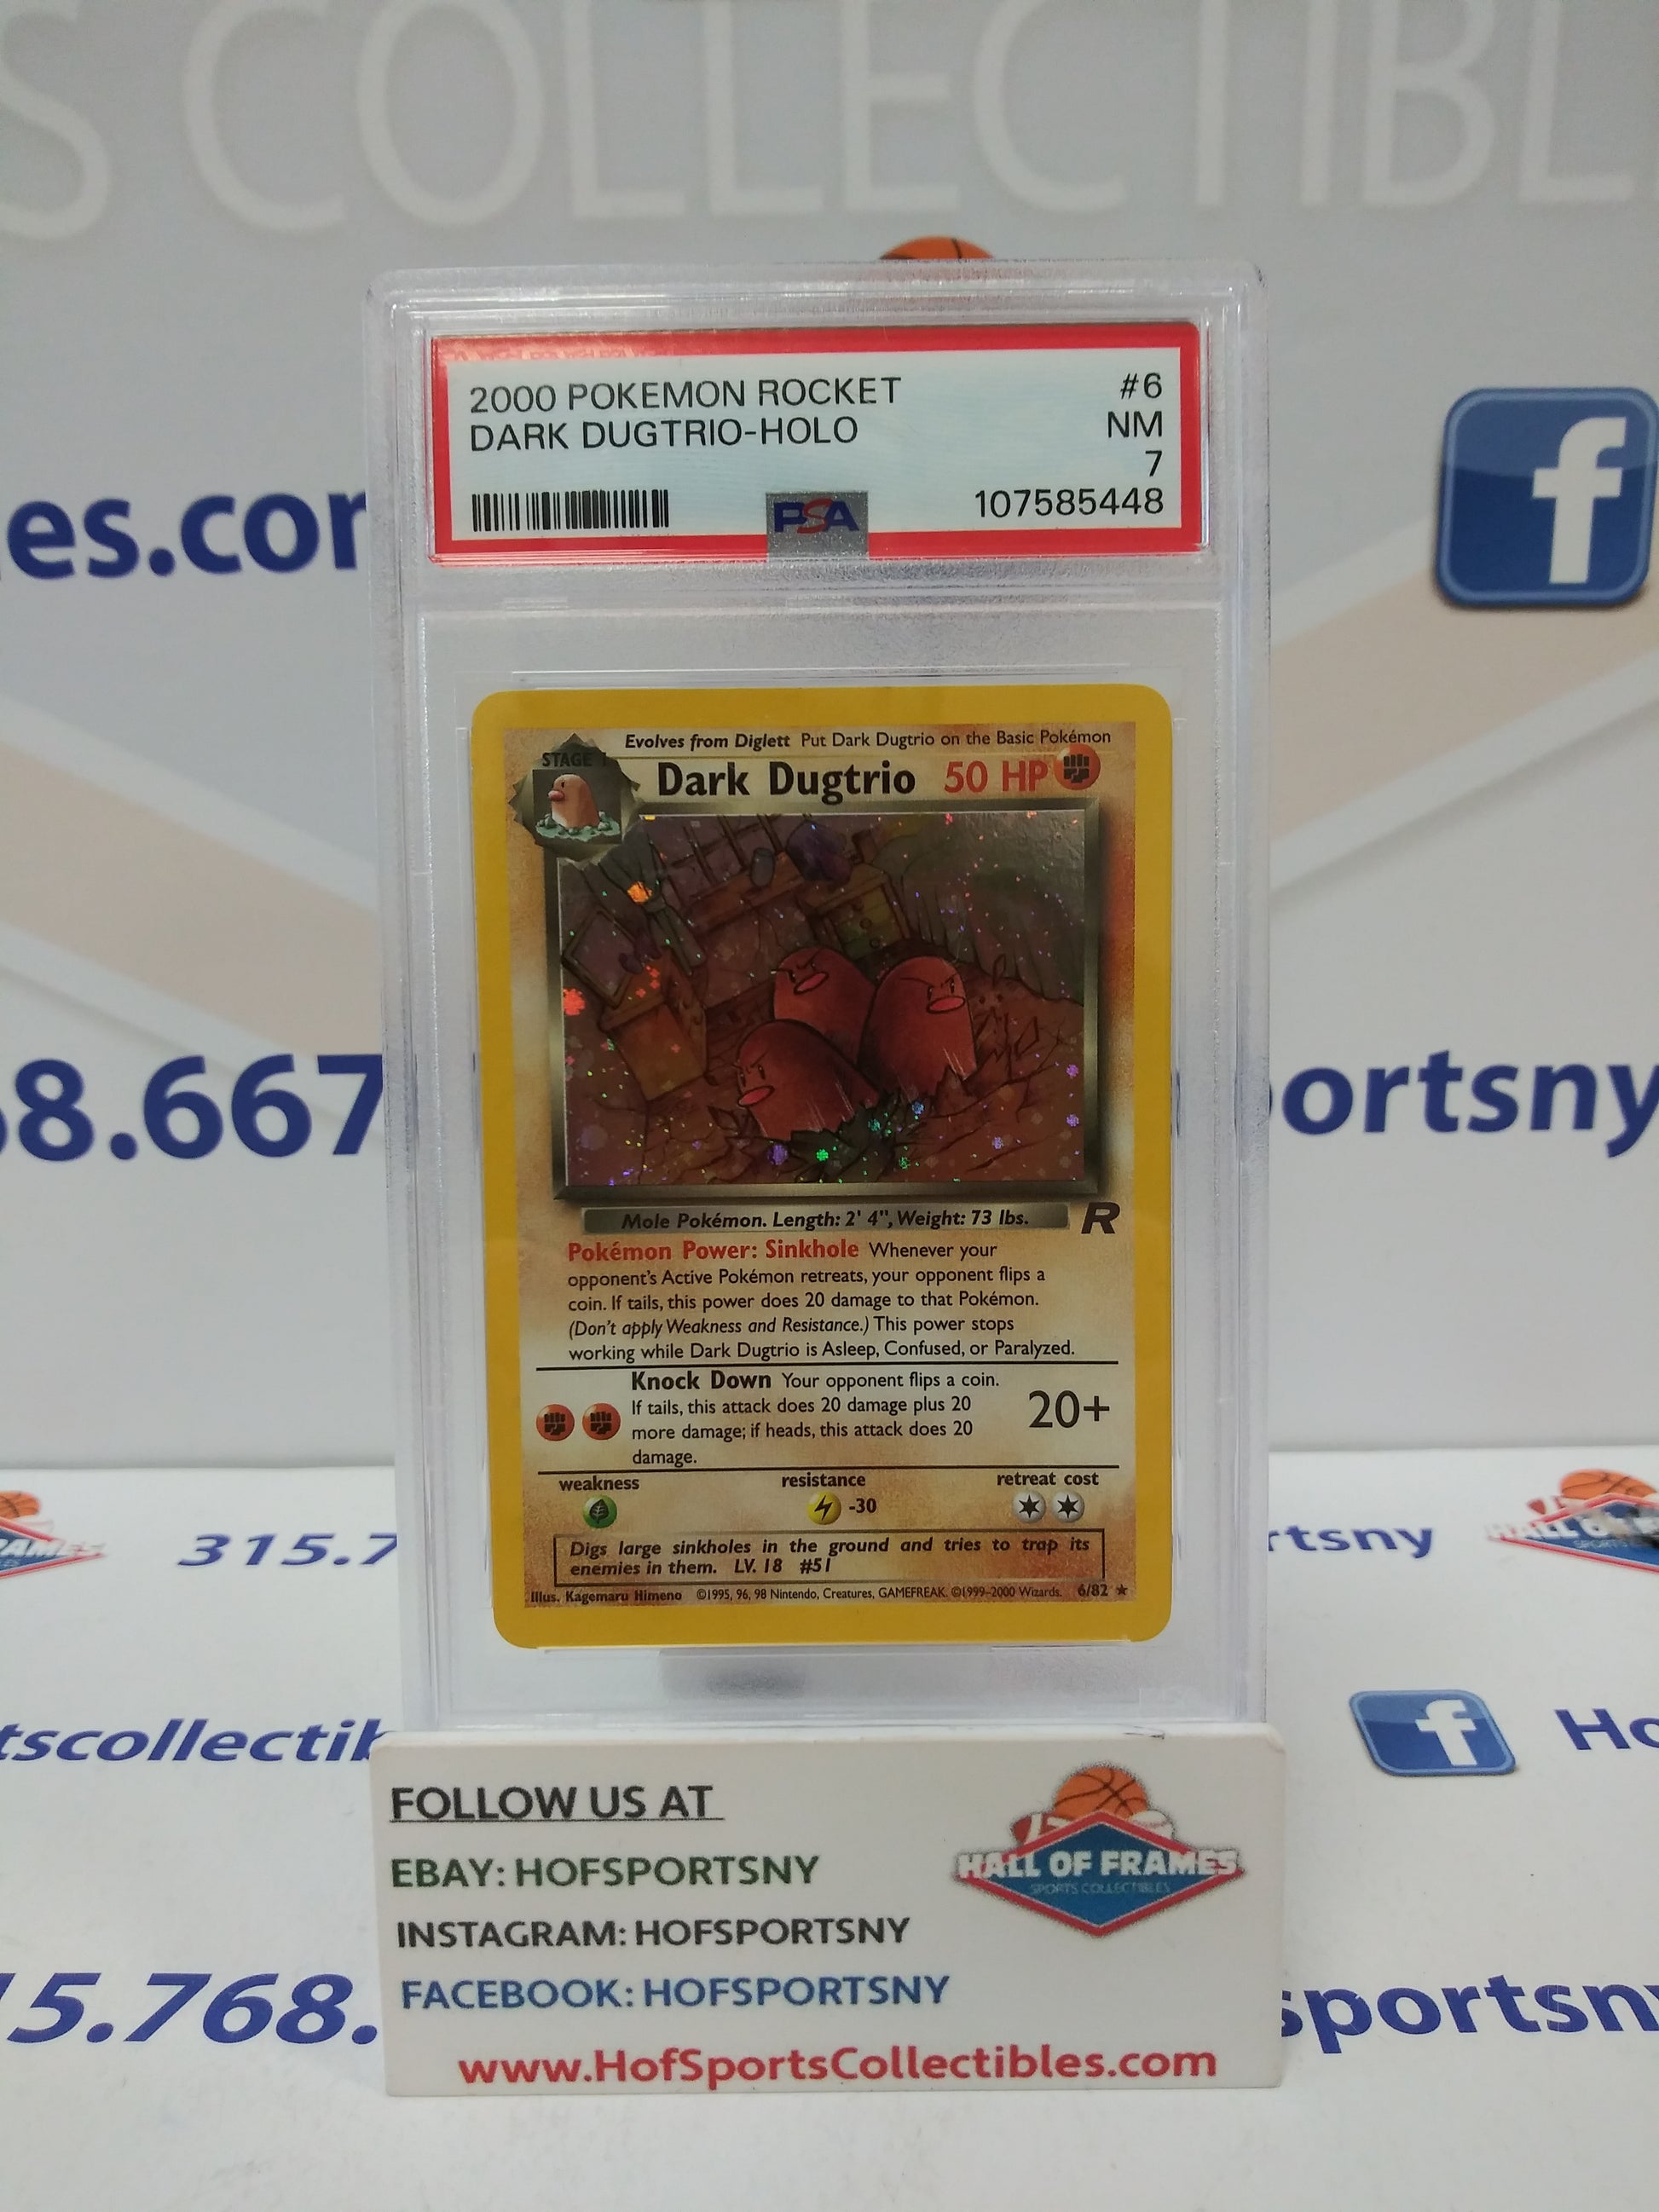 S COLLECTIBL
2000 POKEMON ROCKET #6
DARK DUGTRIO-HOLO NM
7
PSA 107585448
es.cor
f
Evolves from Diglett Put Dark Dugtrio on the Basic Pokémon
STAGE 1
Dark Dugtrio 50 HP
8.667
ortsny
Mole Pokémon. Length: 2' 4", Weight: 73 lbs.
R
Pokémon Power: Sinkhole Whenever your
opponent's Active Pokémon retreats, your opponent flips a
coin. If tails, this power does 20 damage to that Pokémon.
(Don't apply Weakness and Resistance.) This power stops
working while Dark Dugtrio is Asleep, Confused, or Paralyzed.
Knock Down Your opponent flips a coin.
If tails, this attack does 20 damage plus 20
more damage; if heads, this attack does 20
damage.
20+
weakness resistance retreat cost
-30
Digs large sinkholes in the ground and tries to trap its
enemies in them. LV. 18 #51
Illus. Kagemaru Himeno ©1995, 96, 98 Nintendo, Creatures, GAMEFREAK. ©1999-2000 Wizards. 6/82 ★
RAMES
315.7
rtsny
HALL O
tscollectib
f Ho
FOLLOW US AT
EBAY: HOFSPORTSNY
INSTAGRAM: HOFSPORTSNY
FACEBOOK: HOFSPORTSNY
www.HofSportsCollectibles.com
HALL OF FRAMES
SPORTS COLLECTIBLES
15.768.
sportsn